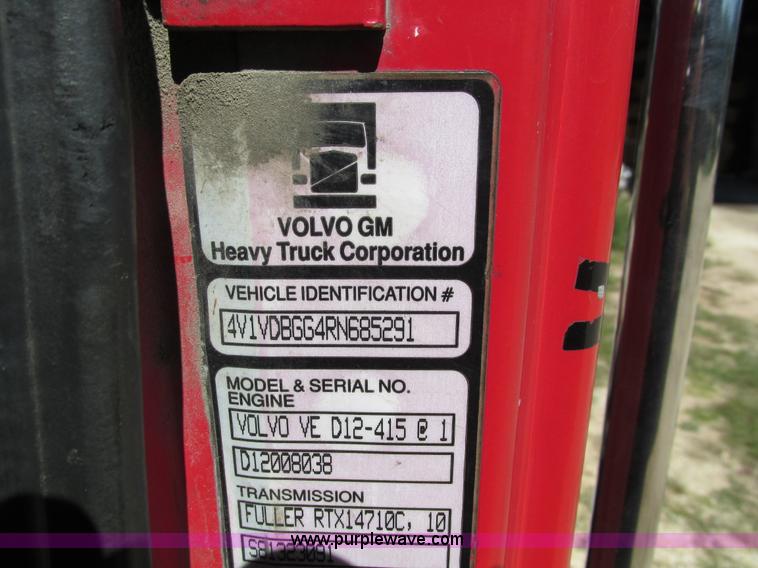 VOLVO GM
Heavy Truck Corporation
VEHICLE IDENTIFICATION #
4V1VDBGG4RN685291
MODEL & SERIAL NO.
ENGINE
VOLVO VE D12-415 @ 1
D12008038
TRANSMISSION
FULLER RTX14710C, 10
S81323091
www.purplewave.com